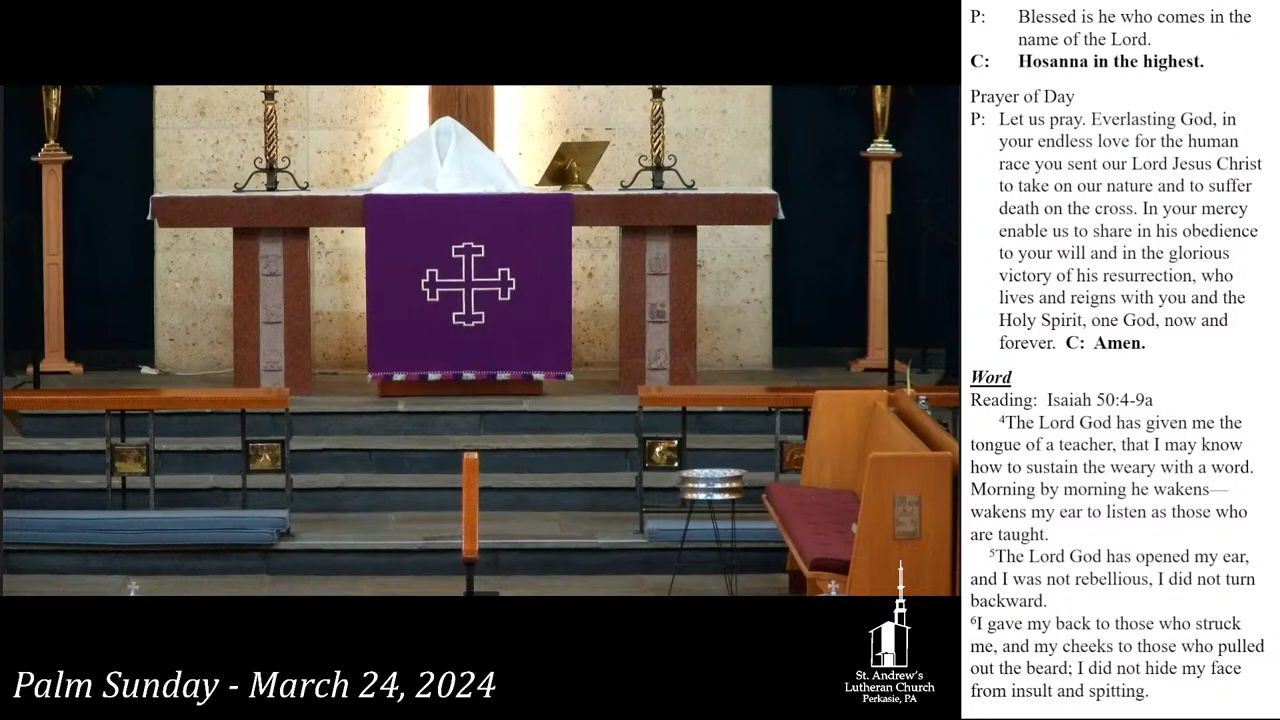 P: Blessed is he who comes in the
name of the Lord.
C: Hosanna in the highest.
Prayer of Day
P: Let us pray. Everlasting God, in
your endless love for the human
race you sent our Lord Jesus Christ
to take on our nature and to suffer
death on the cross. In your mercy
enable us to share in his obedience
to your will and in the glorious
victory of his resurrection, who
lives and reigns with you and the
Holy Spirit, one God, now and
forever. C: Amen.
Word
Reading: Isaiah 50:4-9a
⁴The Lord God has given me the
tongue of a teacher, that I may know
how to sustain the weary with a word.
Morning by morning he wakens—
wakens my ear to listen as those who
are taught.
⁵The Lord God has opened my ear,
and I was not rebellious, I did not turn
backward.
⁶I gave my back to those who struck
me, and my cheeks to those who pulled
out the beard; I did not hide my face
from insult and spitting.
Palm Sunday - March 24, 2024
St. Andrew's
Lutheran Church
Perkasie, PA